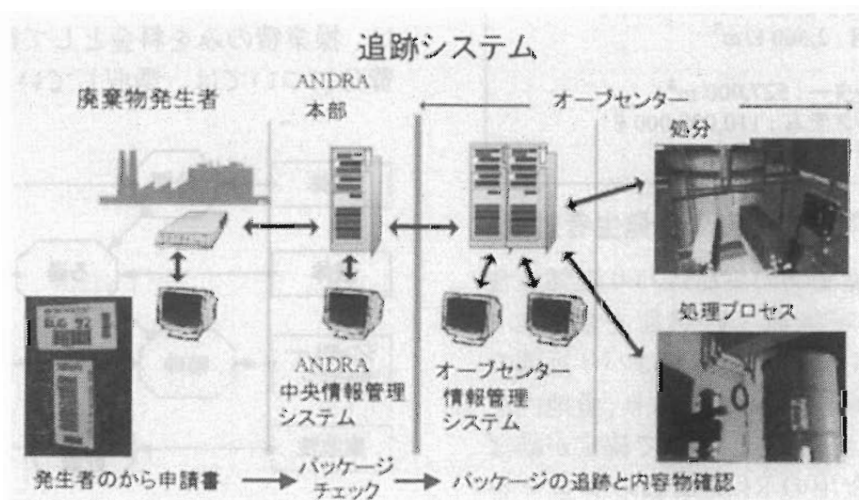 追跡システム
廃棄物発生者
ANDRA
本部
オーブセンター
処分
処理プロセス
ANDRA
中央情報管理
システム
オーブセンター
情報管理
システム
発生者のから申請書
パッケージ
チェック
パッケージの追跡と内容物確認